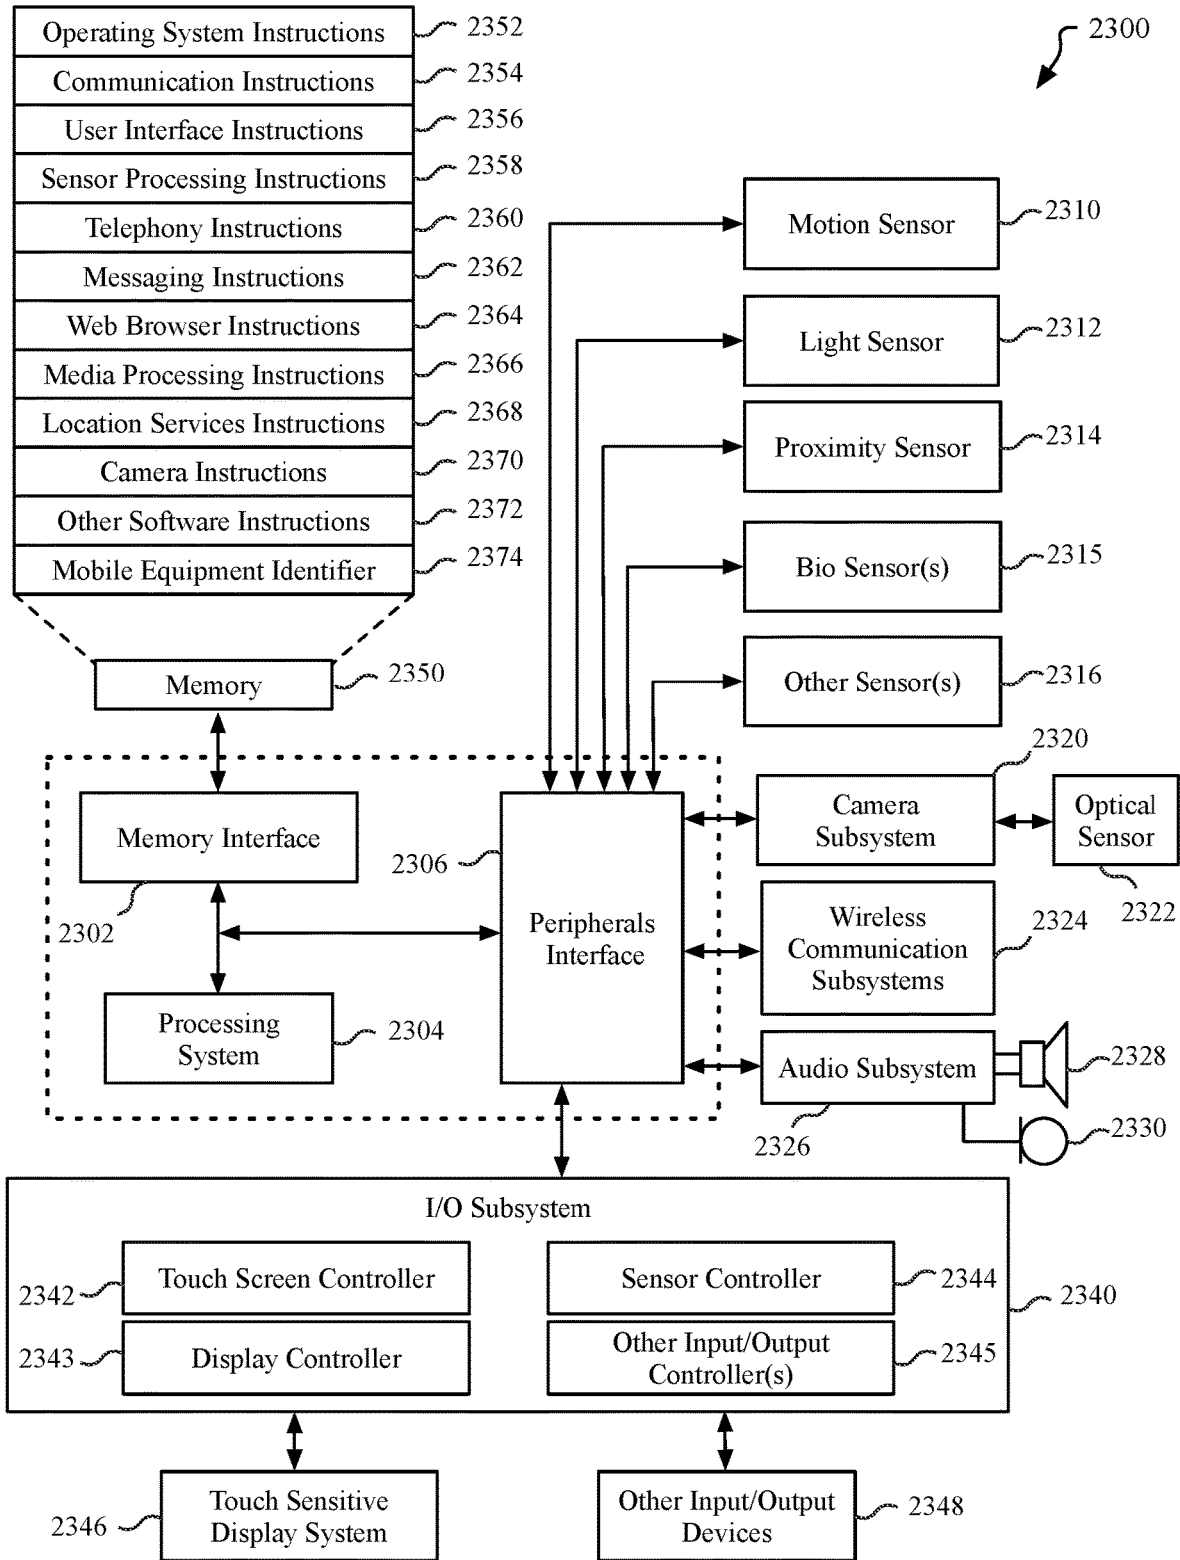 Operating System Instructions 2352
Communication Instructions 2354
User Interface Instructions 2356
Sensor Processing Instructions 2358
Telephony Instructions 2360
Messaging Instructions 2362
Web Browser Instructions 2364
Media Processing Instructions 2366
Location Services Instructions 2368
Camera Instructions 2370
Other Software Instructions 2372
Mobile Equipment Identifier 2374
Memory 2350
2300
Motion Sensor 2310
Light Sensor 2312
Proximity Sensor 2314
Bio Sensor(s) 2315
Other Sensor(s) 2316
Memory Interface
2302
Processing
System
2304
2306
Peripherals
Interface
2320
Camera
Subsystem
Optical
Sensor
2322
Wireless
Communication
Subsystems
2324
Audio Subsystem
2326
2328
2330
I/O Subsystem
2340
2342
Touch Screen Controller
Sensor Controller
2344
2343
Display Controller
Other Input/Output
Controller(s)
2345
2346
Touch Sensitive
Display System
Other Input/Output
Devices
2348